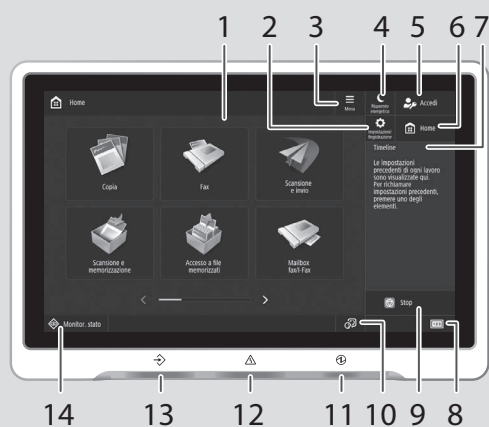 1
2
3
4
5
6
7
Home
Menu
Risparmio
energetico
Accedi
Impostazioni/
Registrazione
Home
Timeline
Le impostazioni
precedenti di ogni lavoro
sono visualizzate qui.
Per richiamare
impostazioni precedenti,
premere uno degli
elementi.
Copia
Fax
Scansione
e invio
Scansione e
memorizzazione
Accesso a file
memorizzati
Mailbox
fax/I-Fax
Stop
Monitor. stato
14
13
12
11
10
9
8